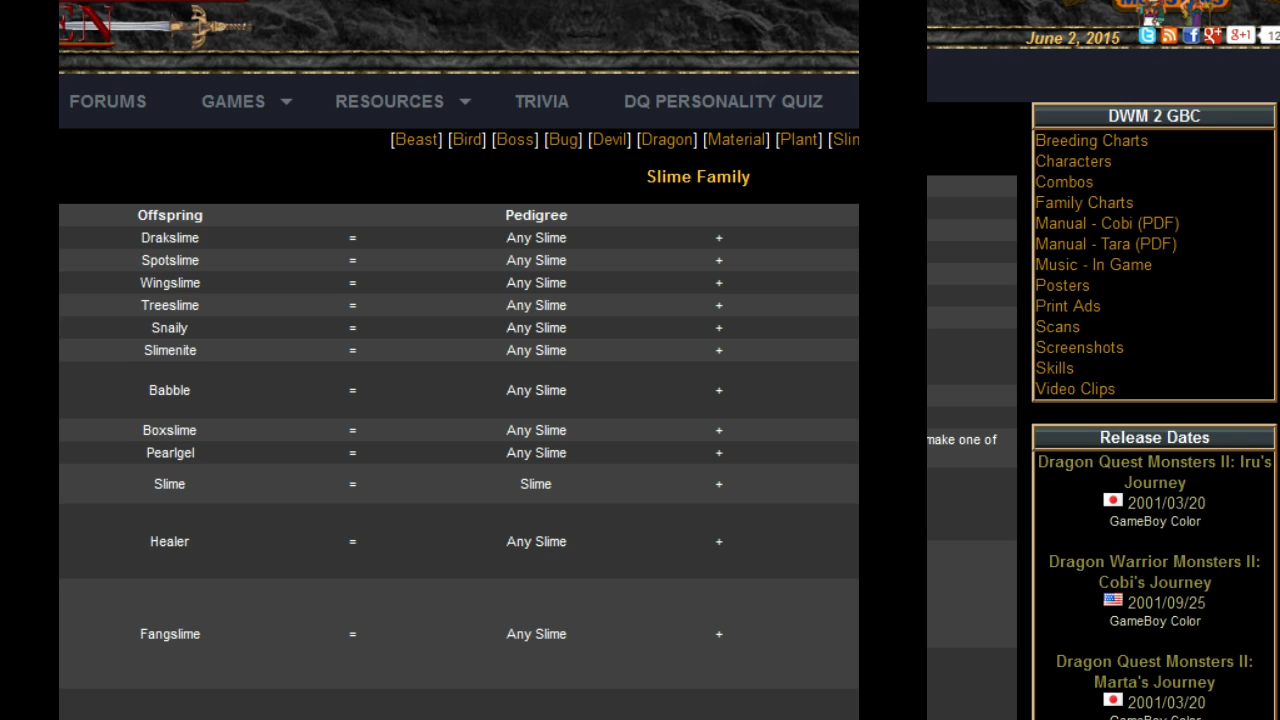 EN
June 2, 2015
g+1
12
FORUMS GAMES RESOURCES TRIVIA DQ PERSONALITY QUIZ
[Beast] [Bird] [Boss] [Bug] [Devil] [Dragon] [Material] [Plant] [Slin
Slime Family
Offspring Pedigree
Drakslime = Any Slime +
Spotslime = Any Slime +
Wingslime = Any Slime +
Treeslime = Any Slime +
Snaily = Any Slime +
Slimenite = Any Slime +
Babble = Any Slime +
Boxslime = Any Slime +
Pearlgel = Any Slime +
Slime = Slime +
Healer = Any Slime +
Fangslime = Any Slime +
make one of
DWM 2 GBC
Breeding Charts
Characters
Combos
Family Charts
Manual - Cobi (PDF)
Manual - Tara (PDF)
Music - In Game
Posters
Print Ads
Scans
Screenshots
Skills
Video Clips
Release Dates
Dragon Quest Monsters II: Iru's
Journey
2001/03/20
GameBoy Color
Dragon Warrior Monsters II:
Cobi's Journey
2001/09/25
GameBoy Color
Dragon Quest Monsters II:
Marta's Journey
2001/03/20
GameBoy Color